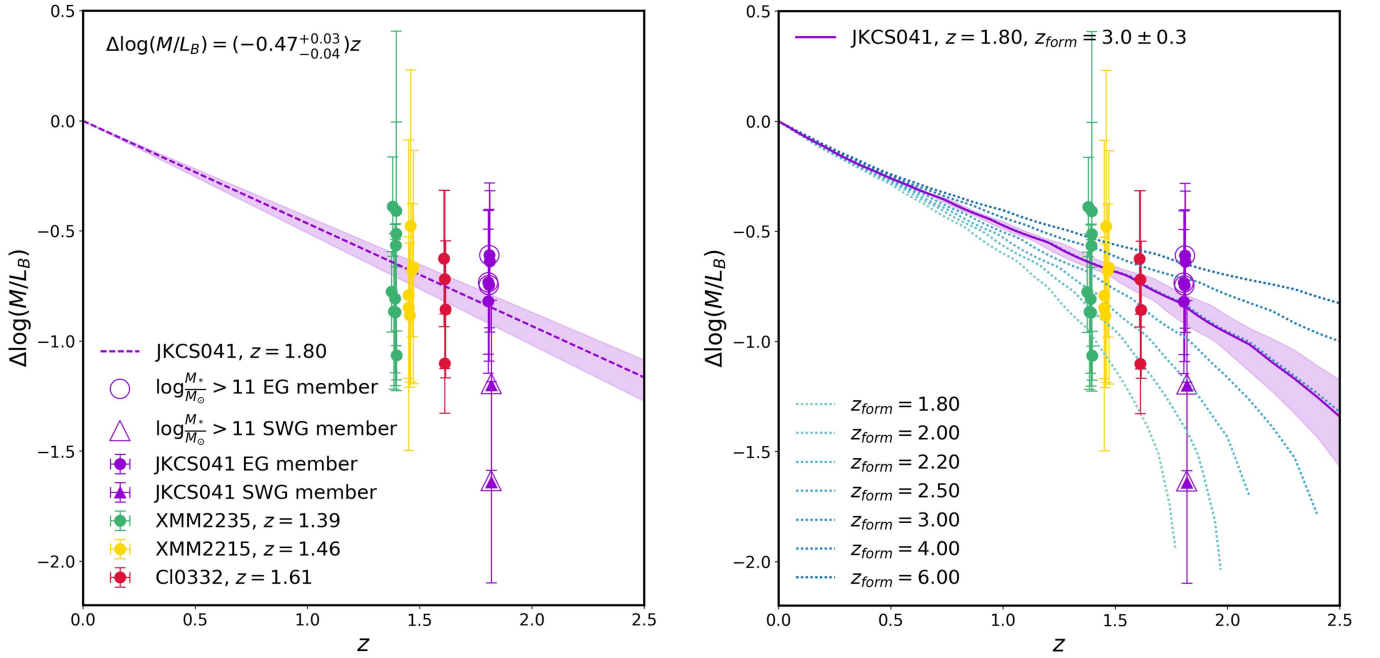 Δlog(M/L_B) = (−0.47^{+0.03}_{−0.04})z
JKCS041, z = 1.80
log M_*/M_⊙ > 11 EG member
log M_*/M_⊙ > 11 SWG member
JKCS041 EG member
JKCS041 SWG member
XMM2235, z = 1.39
XMM2215, z = 1.46
Cl0332, z = 1.61
0.5
0.0
−0.5
−1.0
−1.5
−2.0
Δlog(M/L_B)
0.0 0.5 1.0 1.5 2.0 2.5
z
JKCS041, z = 1.80, z_form = 3.0 ± 0.3
z_form = 1.80
z_form = 2.00
z_form = 2.20
z_form = 2.50
z_form = 3.00
z_form = 4.00
z_form = 6.00
0.5
0.0
−0.5
−1.0
−1.5
−2.0
Δlog(M/L_B)
0.0 0.5 1.0 1.5 2.0 2.5
z